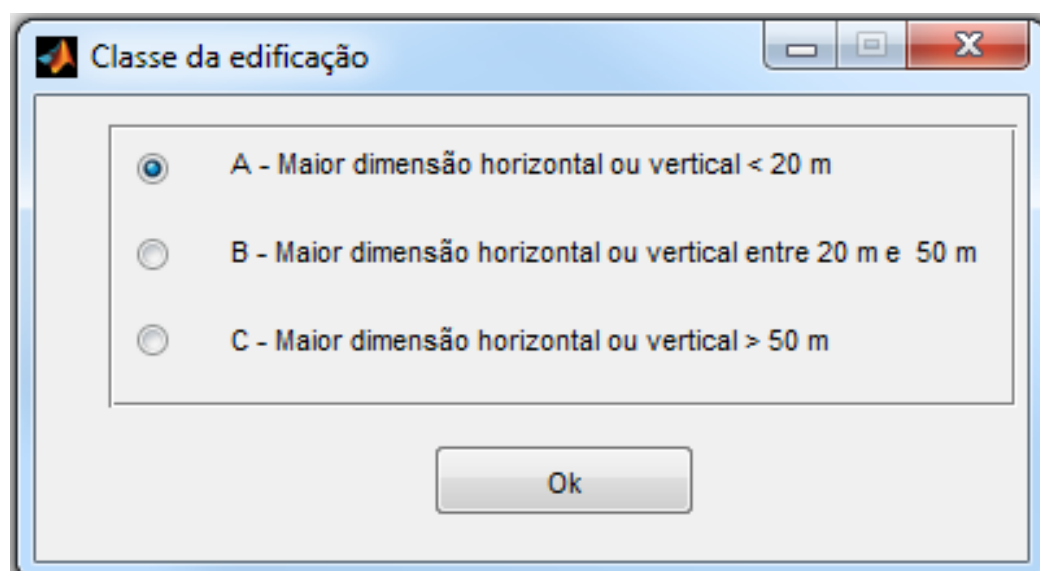 Classe da edificação
A - Maior dimensão horizontal ou vertical < 20 m
B - Maior dimensão horizontal ou vertical entre 20 m e  50 m
C - Maior dimensão horizontal ou vertical > 50 m
Ok